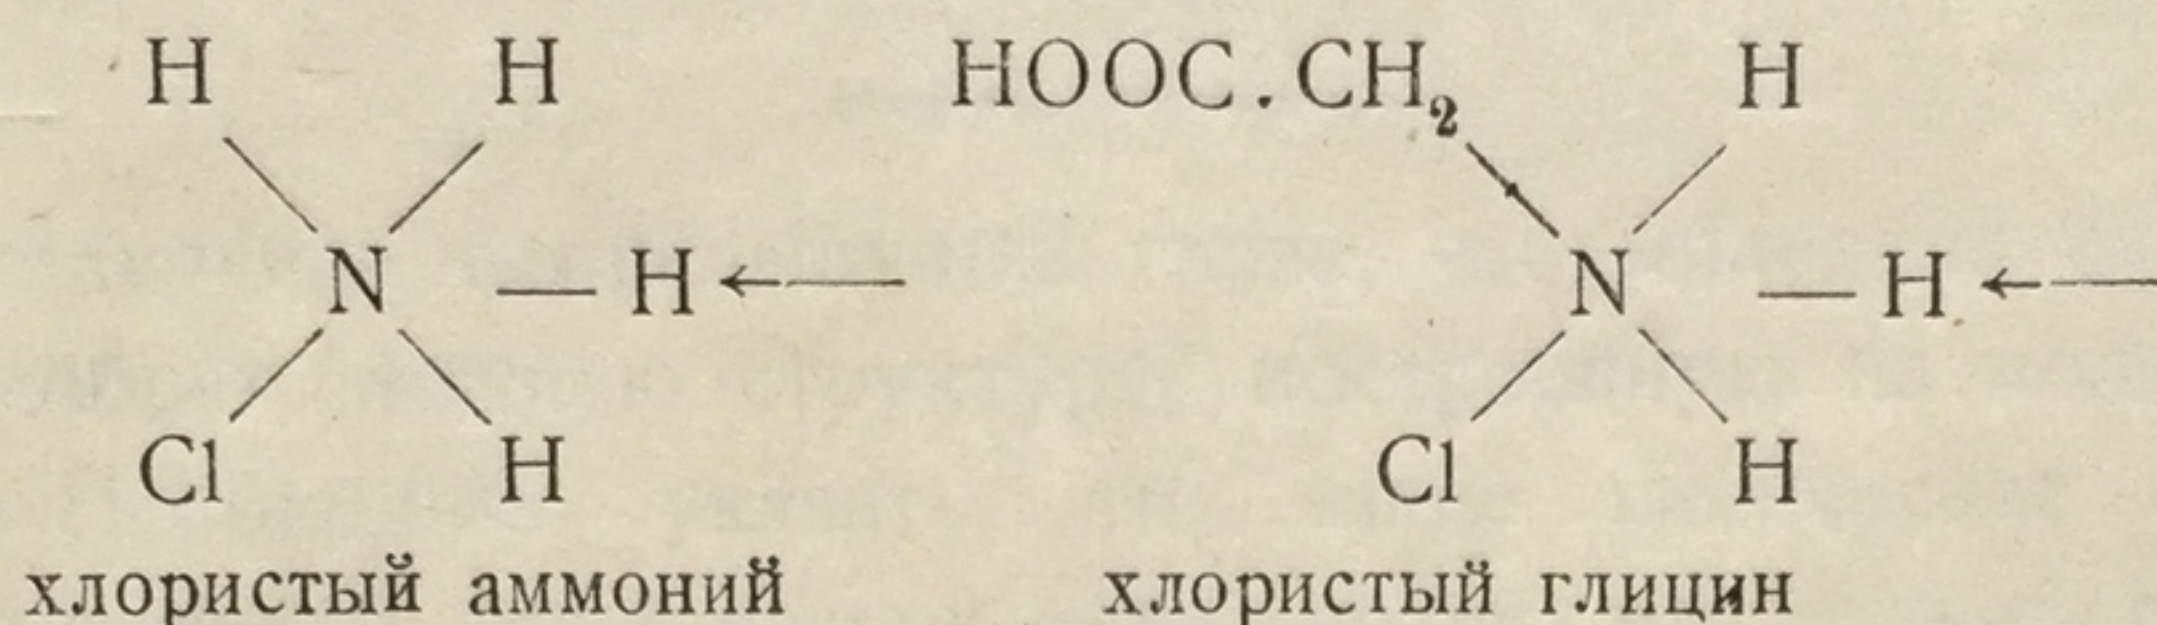 H H HOOC.CH₂ H
N — H ← N — H ←
Cl H Cl H
хлористый аммоний хлористый глицин